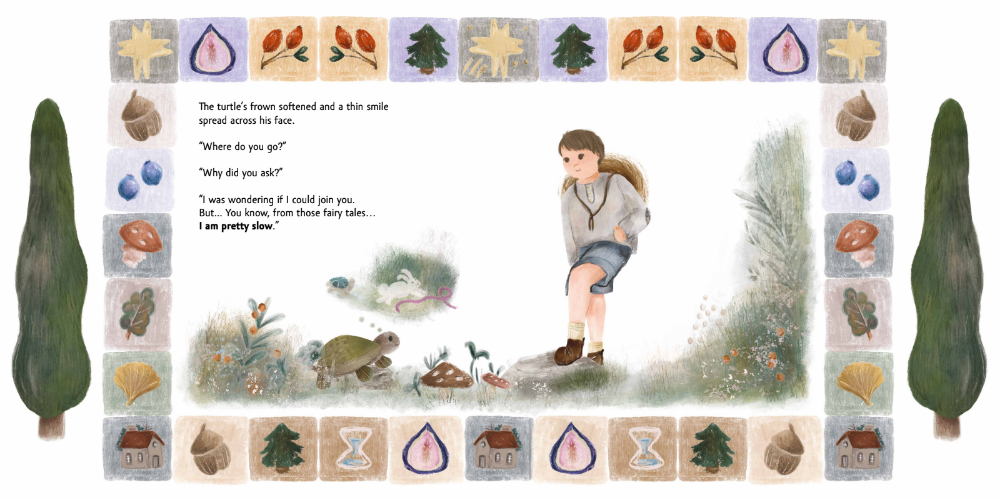 The turtle's frown softened and a thin smile
spread across his face.
"Where do you go?"
"Why did you ask?"
"I was wondering if I could join you.
But... You know, from those fairy tales...
I am pretty slow."